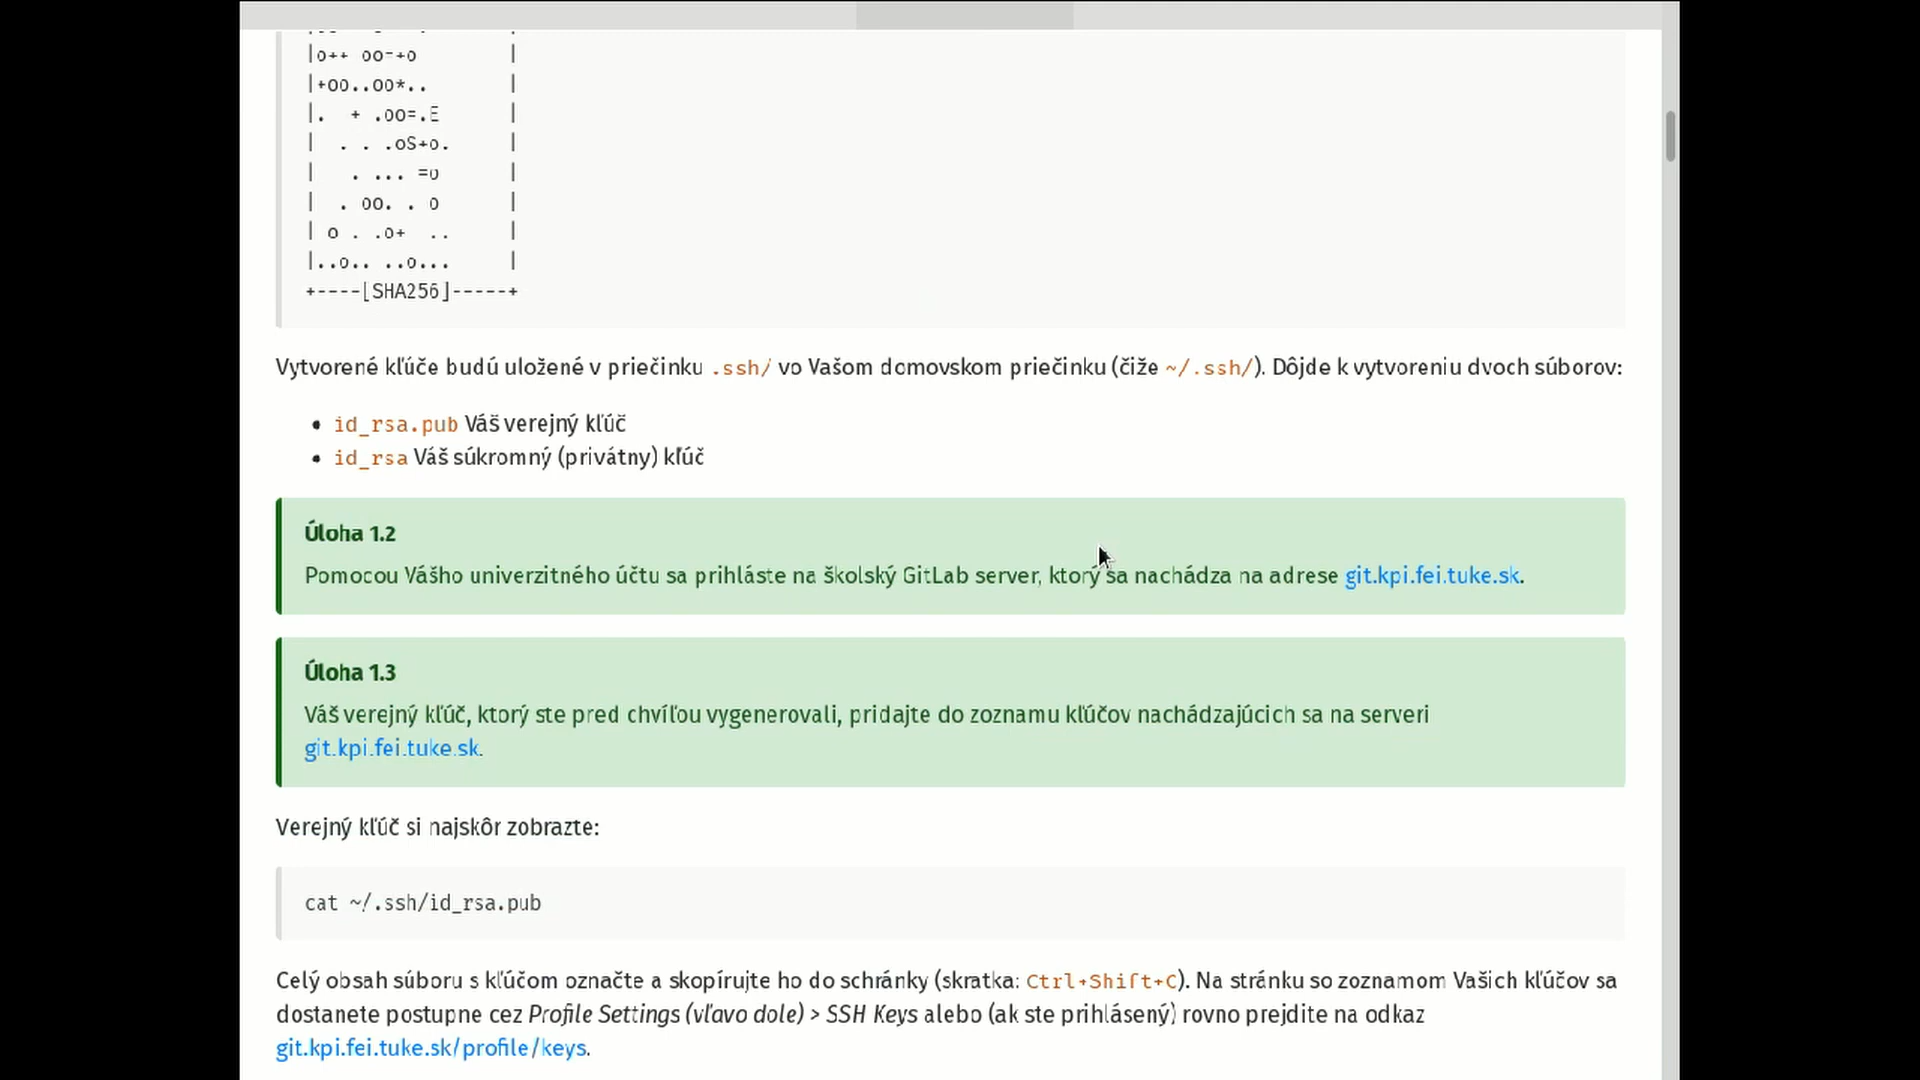 |o++ oo=+o        |
|+oo..oo*..       |
|.  + .oo=.E      |
|  . . .oS+o.     |
|   . ... =o      |
|  . oo. . o      |
| o . .o+  ..     |
|..o.. ..o...     |
+----[SHA256]-----+
Vytvorené kľúče budú uložené v priečinku .ssh/ vo Vašom domovskom priečinku (čiže ~/.ssh/). Dôjde k vytvoreniu dvoch súborov:
• id_rsa.pub Váš verejný kľúč
• id_rsa Váš súkromný (privátny) kľúč
Úloha 1.2
Pomocou Vášho univerzitného účtu sa prihláste na školský GitLab server, ktorý sa nachádza na adrese git.kpi.fei.tuke.sk.
Úloha 1.3
Váš verejný kľúč, ktorý ste pred chvíľou vygenerovali, pridajte do zoznamu kľúčov nachádzajúcich sa na serveri
git.kpi.fei.tuke.sk.
Verejný kľúč si najskôr zobrazte:
cat ~/.ssh/id_rsa.pub
Celý obsah súboru s kľúčom označte a skopírujte ho do schránky (skratka: Ctrl+Shift+C). Na stránku so zoznamom Vašich kľúčov sa
dostanete postupne cez Profile Settings (vľavo dole) > SSH Keys alebo (ak ste prihlásený) rovno prejdite na odkaz
git.kpi.fei.tuke.sk/profile/keys.